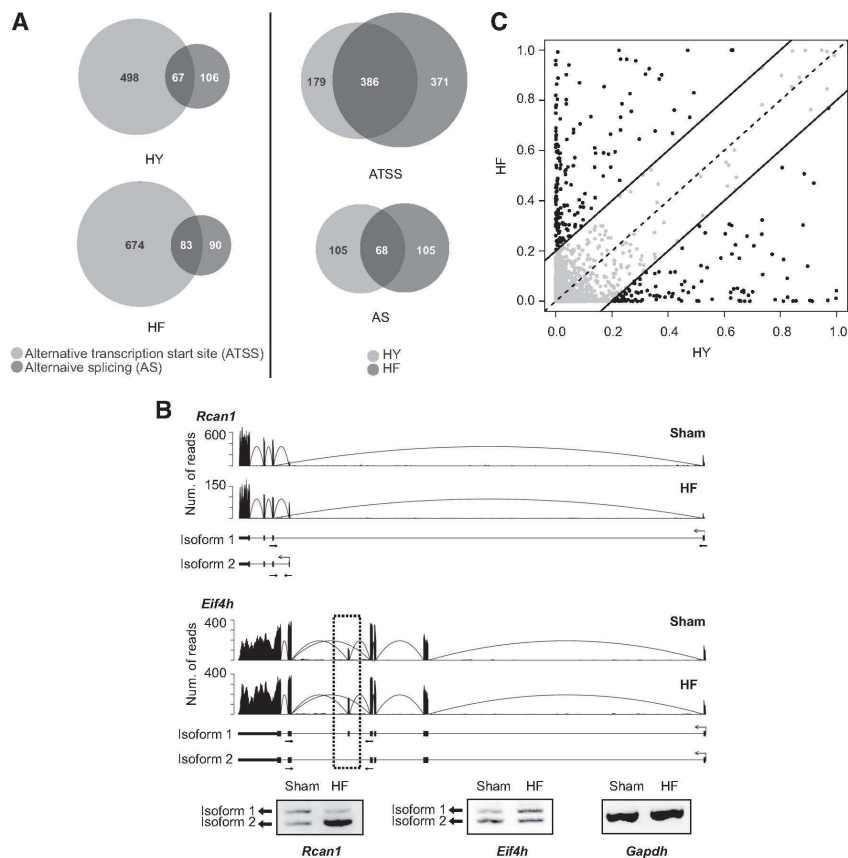 A
498
67
106
HY
674
83
90
HF
Alternative transcription start site (ATSS)
Alternaive splicing (AS)
179
386
371
ATSS
105
68
105
AS
HY
HF
C
1.0
0.8
0.6
0.4
0.2
0.0
HF
0.0
0.2
0.4
0.6
0.8
1.0
HY
B
Rcan1
600
Sham
Num. of reads
150
HF
Isoform 1
Isoform 2
Eif4h
400
Sham
Num. of reads
400
HF
Isoform 1
Isoform 2
Sham HF
Isoform 1
Isoform 2
Rcan1
Sham HF
Isoform 1
Isoform 2
Eif4h
Sham HF
Gapdh